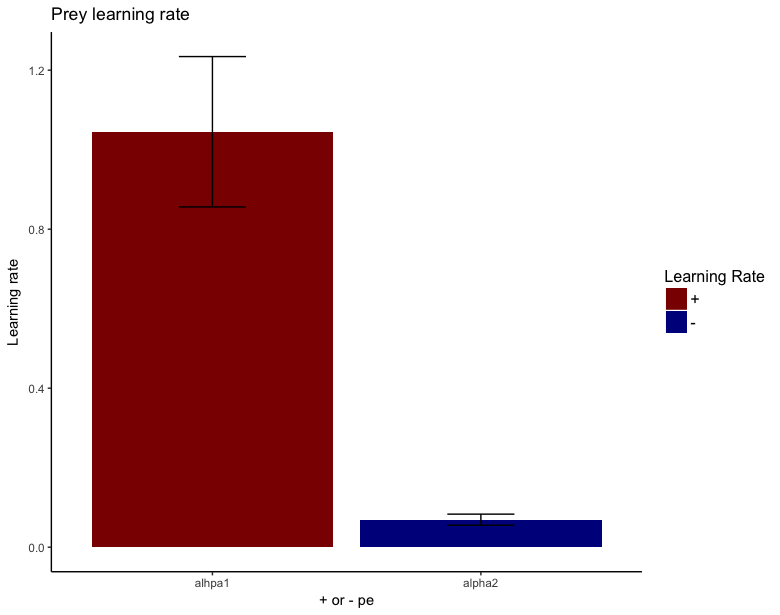 Prey learning rate
1.2
0.8
0.4
0.0
Learning rate
alhpa1
alpha2
+ or - pe
Learning Rate
+
-